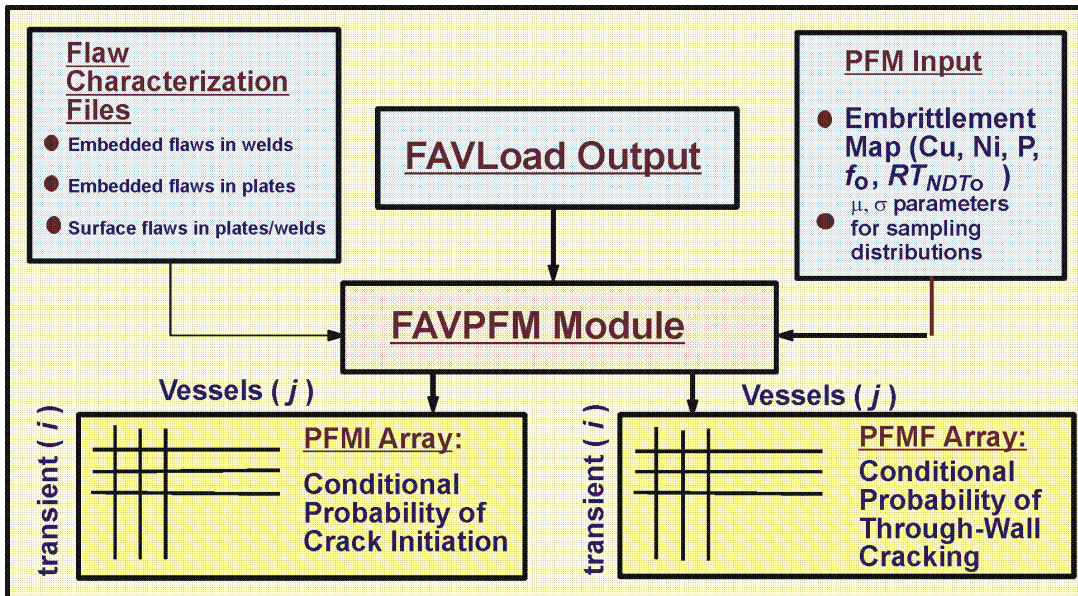 Flaw
Characterization
Files
Embedded flaws in welds
Embedded flaws in plates
Surface flaws in plates/welds
FAVLoad Output
PFM Input
Embrittlement
Map (Cu, Ni, P,
fo, RTNDTo )
μ, σ parameters
for sampling
distributions
FAVPFM Module
Vessels ( j )
transient ( i )
PFMI Array:
Conditional
Probability of
Crack Initiation
Vessels ( j )
transient ( i )
PFMF Array:
Conditional
Probability of
Through-Wall
Cracking